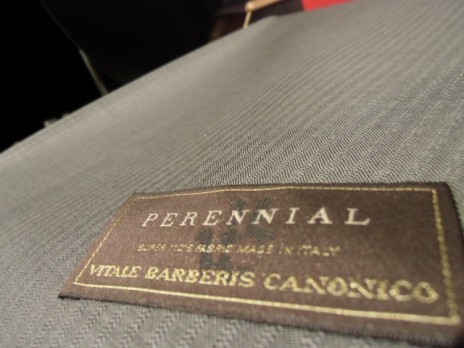 PERENNIAL
SUPER 110'S FABRIC MADE IN ITALY
VITALE BARBERIS CANONICO